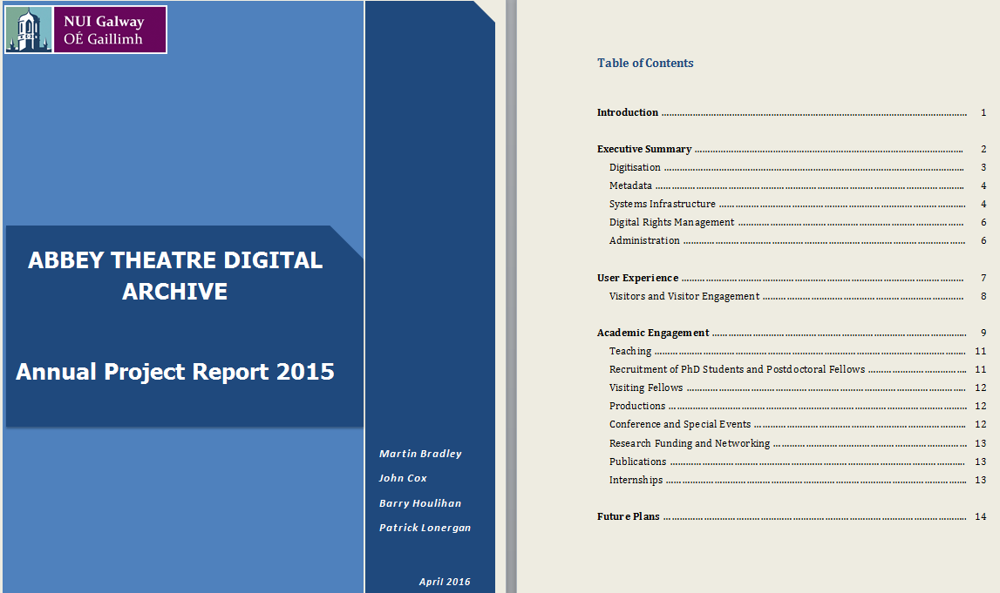 NUI Galway
OÉ Gaillimh
ABBEY THEATRE DIGITAL
ARCHIVE
Annual Project Report 2015
Martin Bradley
John Cox
Barry Houlihan
Patrick Lonergan
April 2016
Table of Contents
Introduction ........................ 1
Executive Summary ........................ 2
Digitisation ........................ 3
Metadata ........................ 4
Systems Infrastructure ........................ 4
Digital Rights Management ........................ 6
Administration ........................ 6
User Experience ........................ 7
Visitors and Visitor Engagement ........................ 8
Academic Engagement ........................ 9
Teaching ........................ 11
Recruitment of PhD Students and Postdoctoral Fellows ........................ 11
Visiting Fellows ........................ 12
Productions ........................ 12
Conference and Special Events ........................ 12
Research Funding and Networking ........................ 13
Publications ........................ 13
Internships ........................ 13
Future Plans ........................ 14